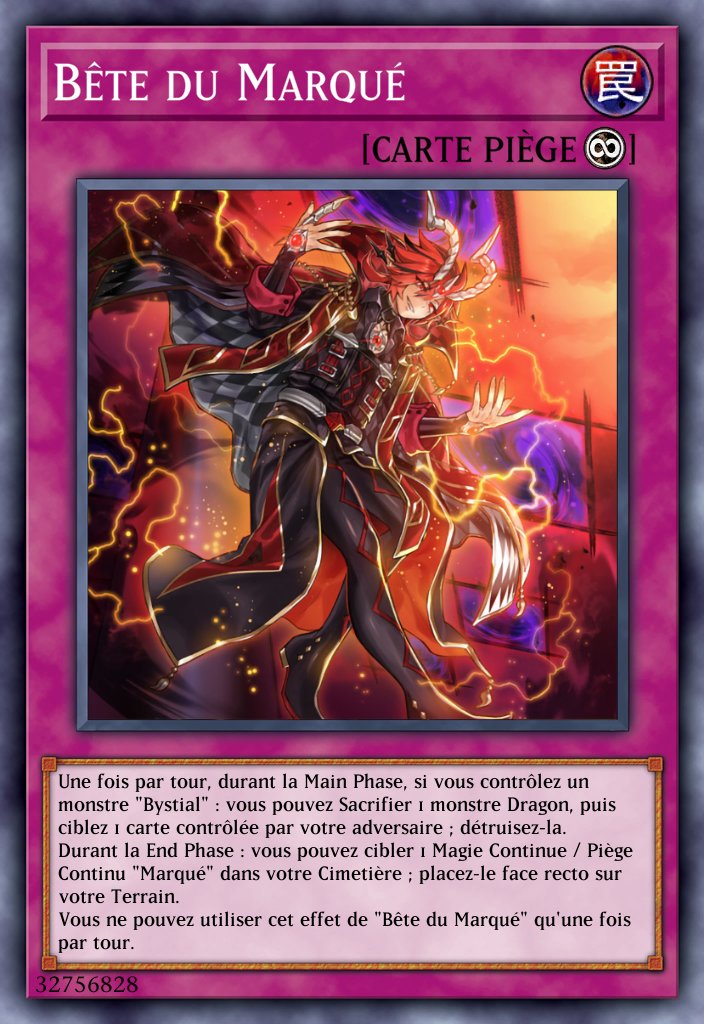 Bête du Marqué
罠
[CARTE PIÈGE ∞]
Une fois par tour, durant la Main Phase, si vous contrôlez un
monstre "Bystial" : vous pouvez Sacrifier 1 monstre Dragon, puis
ciblez 1 carte contrôlée par votre adversaire ; détruisez-la.
Durant la End Phase : vous pouvez cibler 1 Magie Continue / Piège
Continu "Marqué" dans votre Cimetière ; placez-le face recto sur
votre Terrain.
Vous ne pouvez utiliser cet effet de "Bête du Marqué" qu'une fois
par tour.
32756828